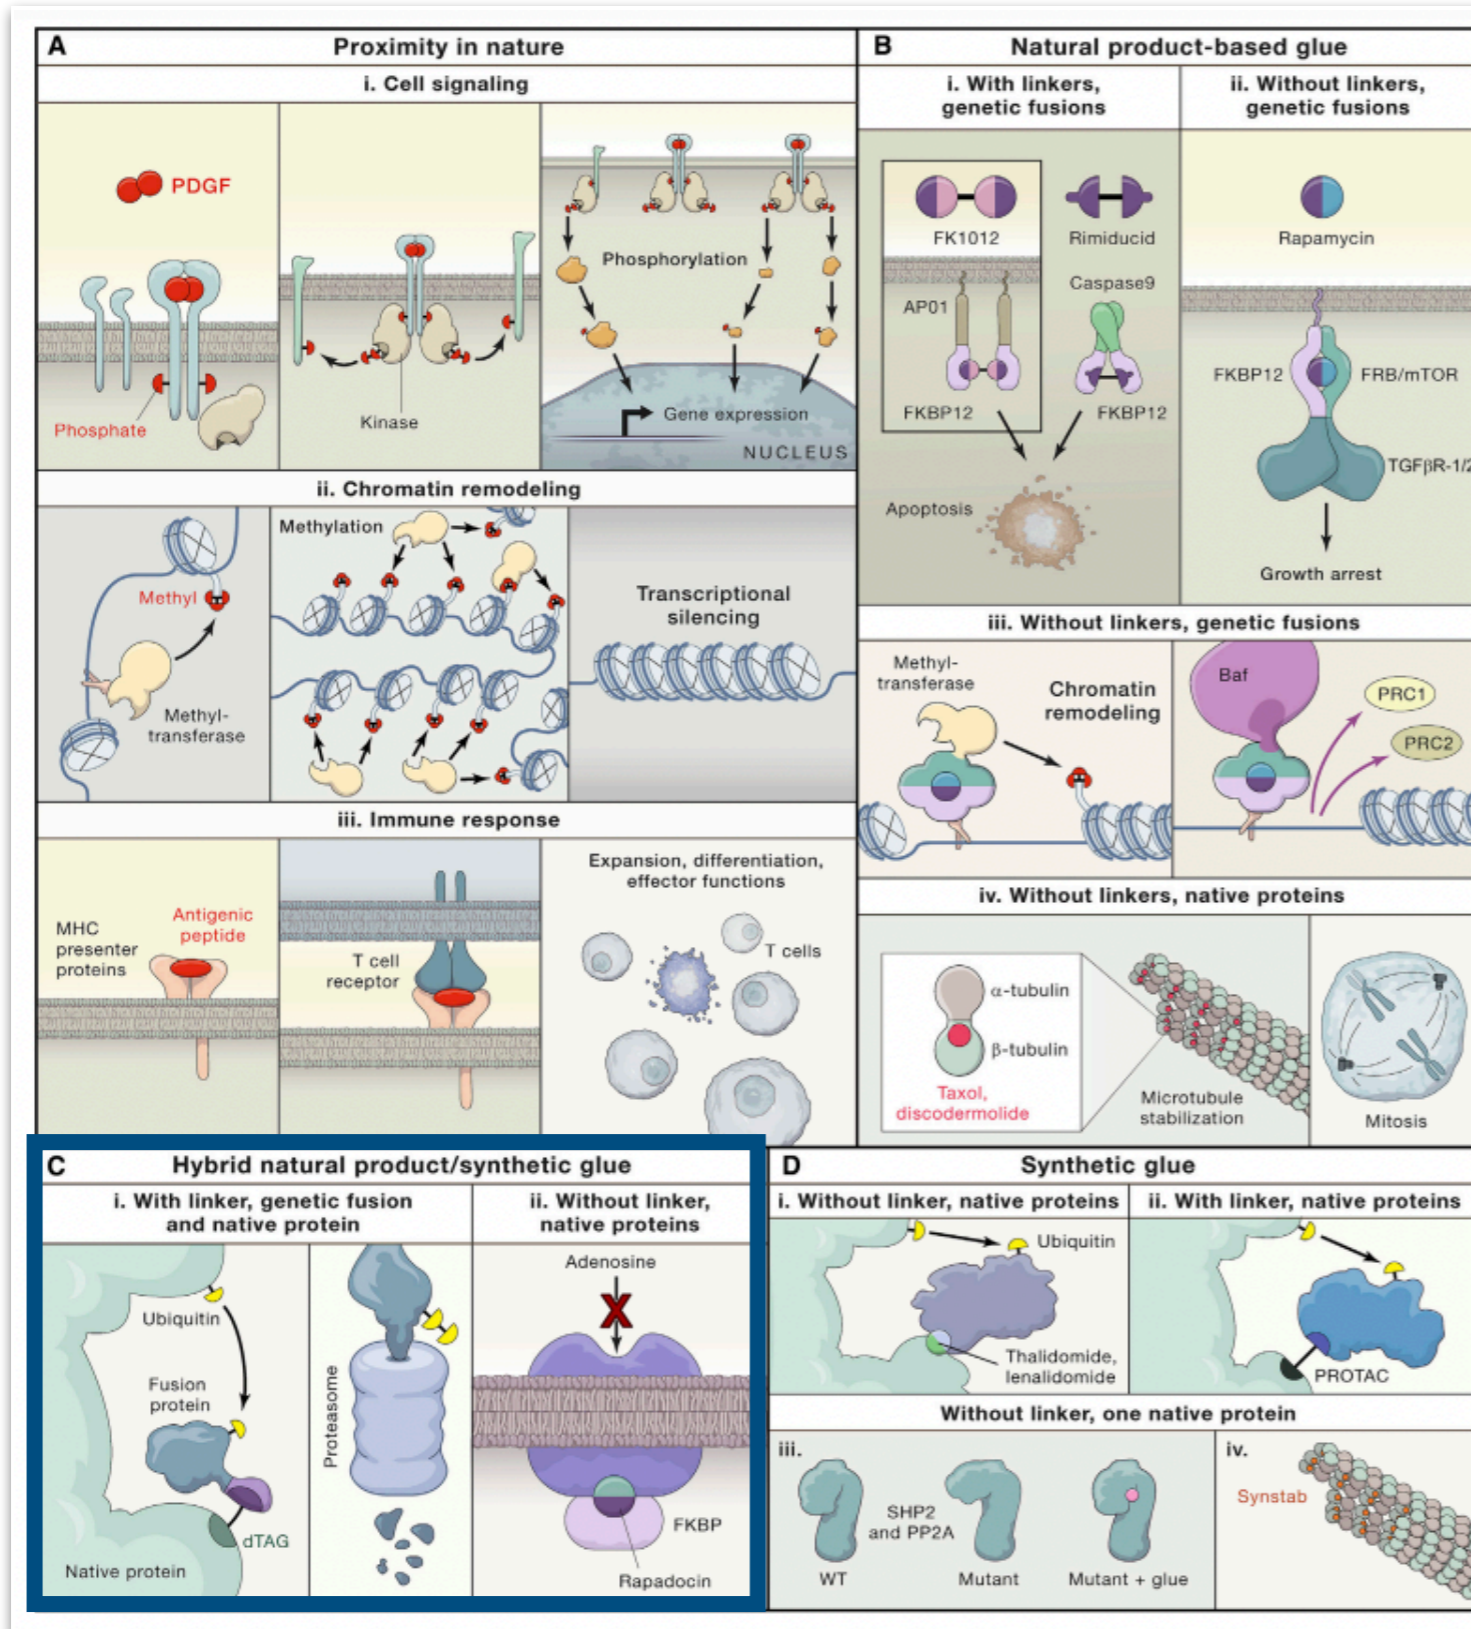 A
Proximity in nature
i. Cell signaling
PDGF
Phosphate
Kinase
Phosphorylation
Gene expression
NUCLEUS
ii. Chromatin remodeling
Methyl
Methyl-
transferase
Methylation
Transcriptional
silencing
iii. Immune response
MHC
presenter
proteins
Antigenic
peptide
T cell
receptor
Expansion, differentiation,
effector functions
T cells
B
Natural product-based glue
i. With linkers,
genetic fusions
FK1012
Rimiducid
AP01
Caspase9
FKBP12
FKBP12
Apoptosis
ii. Without linkers,
genetic fusions
Rapamycin
FKBP12
FRB/mTOR
TGFβR-1/2
Growth arrest
iii. Without linkers, genetic fusions
Methyl-
transferase
Chromatin
remodeling
Baf
PRC1
PRC2
iv. Without linkers, native proteins
α-tubulin
β-tubulin
Taxol,
discodermolide
Microtubule
stabilization
Mitosis
C
Hybrid natural product/synthetic glue
i. With linker, genetic fusion
and native protein
Ubiquitin
Fusion
protein
dTAG
Native protein
Proteasome
ii. Without linker,
native proteins
Adenosine
X
FKBP
Rapadocin
D
Synthetic glue
i. Without linker, native proteins
Ubiquitin
Thalidomide,
lenalidomide
ii. With linker, native proteins
PROTAC
Without linker, one native protein
iii.
SHP2
and PP2A
WT
Mutant
Mutant + glue
iv.
Synstab